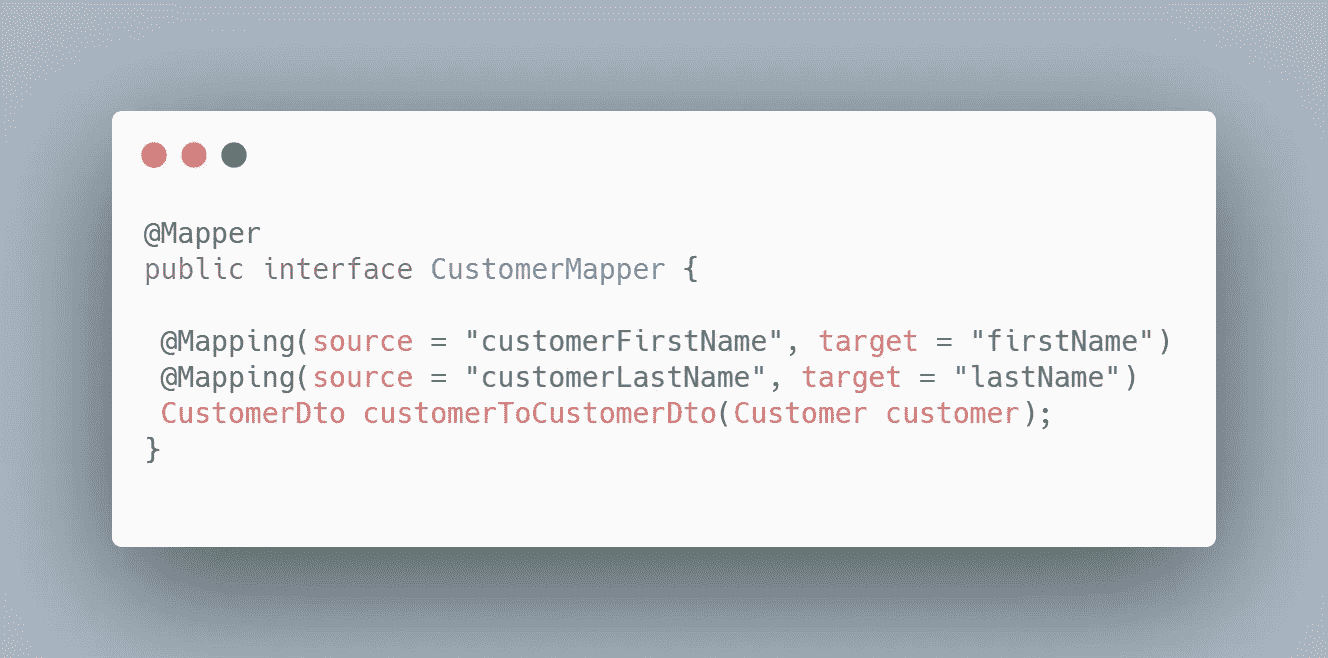 @Mapper
public interface CustomerMapper {
@Mapping(source = "customerFirstName", target = "firstName")
@Mapping(source = "customerLastName", target = "lastName")
CustomerDto customerToCustomerDto(Customer customer);
}